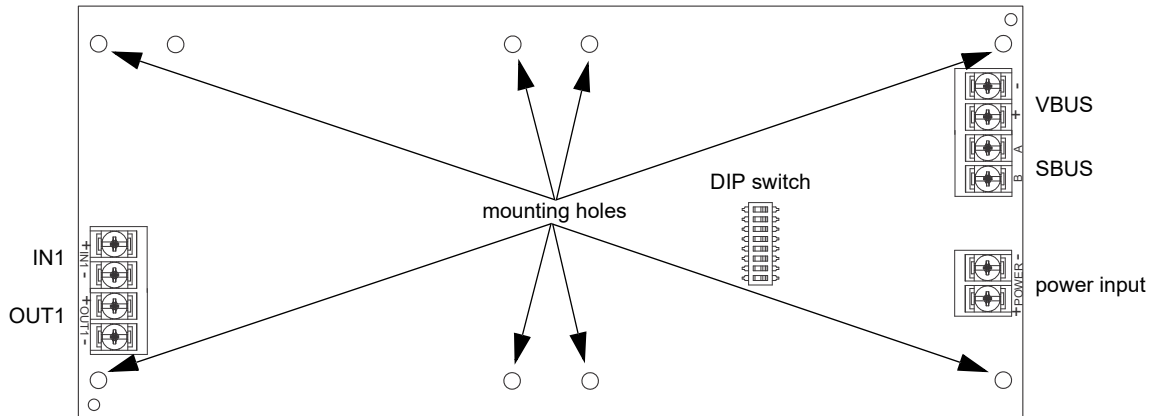 -
VBUS
+
A
SBUS
B
DIP switch
mounting holes
+
IN1
IN1
-
+
OUT1
OUT1
-
-
POWER
power input
+